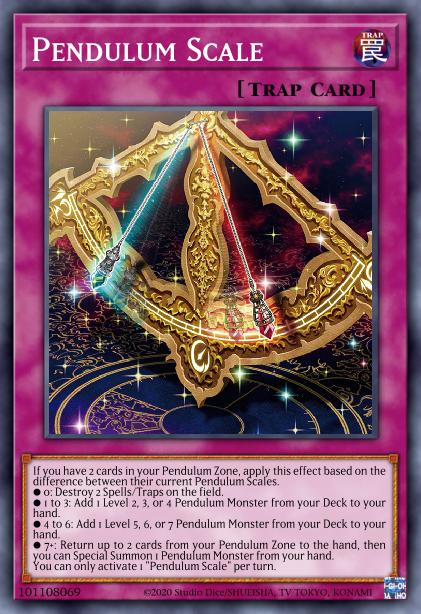 Pendulum Scale
TRAP
罠
[Trap Card]
If you have 2 cards in your Pendulum Zone, apply this effect based on the
difference between their current Pendulum Scales.
● 0: Destroy 2 Spells/Traps on the field.
● 1 to 3: Add 1 Level 2, 3, or 4 Pendulum Monster from your Deck to your
hand.
● 4 to 6: Add 1 Level 5, 6, or 7 Pendulum Monster from your Deck to your
hand.
● 7+: Return up to 2 cards from your Pendulum Zone to the hand, then
you can Special Summon 1 Pendulum Monster from your hand.
You can only activate 1 "Pendulum Scale" per turn.
101108069
©2020 Studio Dice/SHUEISHA, TV TOKYO, KONAMI